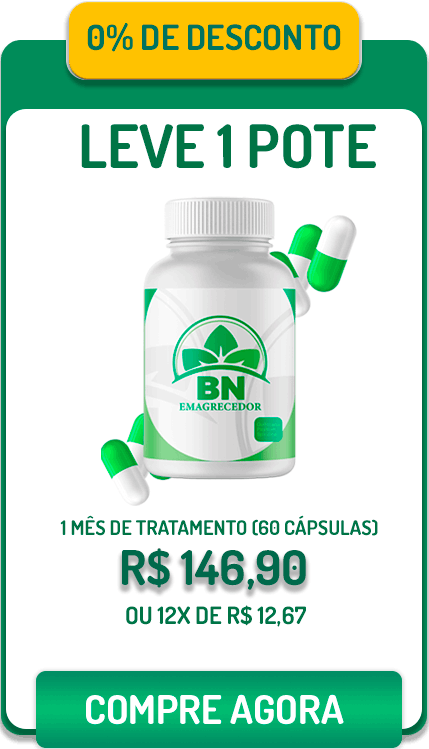 0% DE DESCONTO
LEVE 1 POTE
BN
EMAGRECEDOR
1 MÊS DE TRATAMENTO (60 CÁPSULAS)
R$ 146,90
OU 12X DE R$ 12,67
COMPRE AGORA